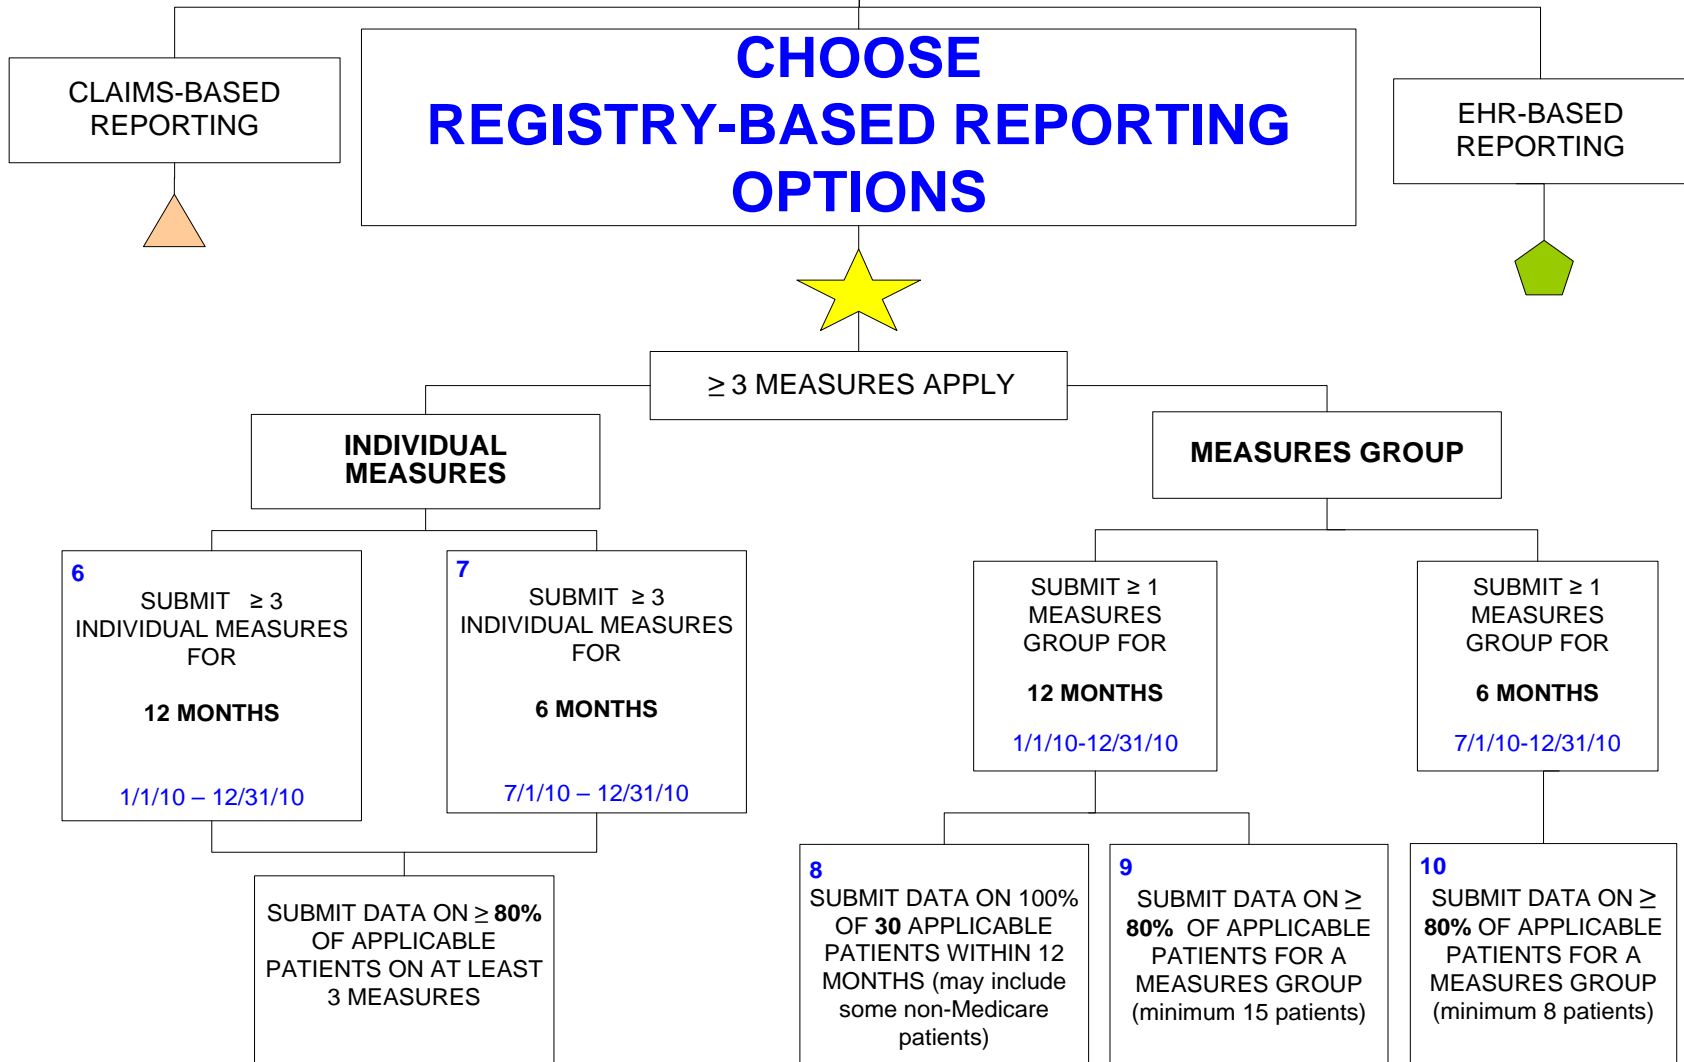 CLAIMS-BASED
REPORTING
CHOOSE
REGISTRY-BASED REPORTING
OPTIONS
EHR-BASED
REPORTING
≥ 3 MEASURES APPLY
INDIVIDUAL
MEASURES
MEASURES GROUP
6
SUBMIT ≥ 3
INDIVIDUAL MEASURES
FOR
12 MONTHS
1/1/10 – 12/31/10
7
SUBMIT ≥ 3
INDIVIDUAL MEASURES
FOR
6 MONTHS
7/1/10 – 12/31/10
SUBMIT ≥ 1
MEASURES
GROUP FOR
12 MONTHS
1/1/10-12/31/10
SUBMIT ≥ 1
MEASURES
GROUP FOR
6 MONTHS
7/1/10-12/31/10
SUBMIT DATA ON ≥ 80%
OF APPLICABLE
PATIENTS ON AT LEAST
3 MEASURES
8
SUBMIT DATA ON 100%
OF 30 APPLICABLE
PATIENTS WITHIN 12
MONTHS (may include
some non-Medicare
patients)
9
SUBMIT DATA ON ≥
80% OF APPLICABLE
PATIENTS FOR A
MEASURES GROUP
(minimum 15 patients)
10
SUBMIT DATA ON ≥
80% OF APPLICABLE
PATIENTS FOR A
MEASURES GROUP
(minimum 8 patients)